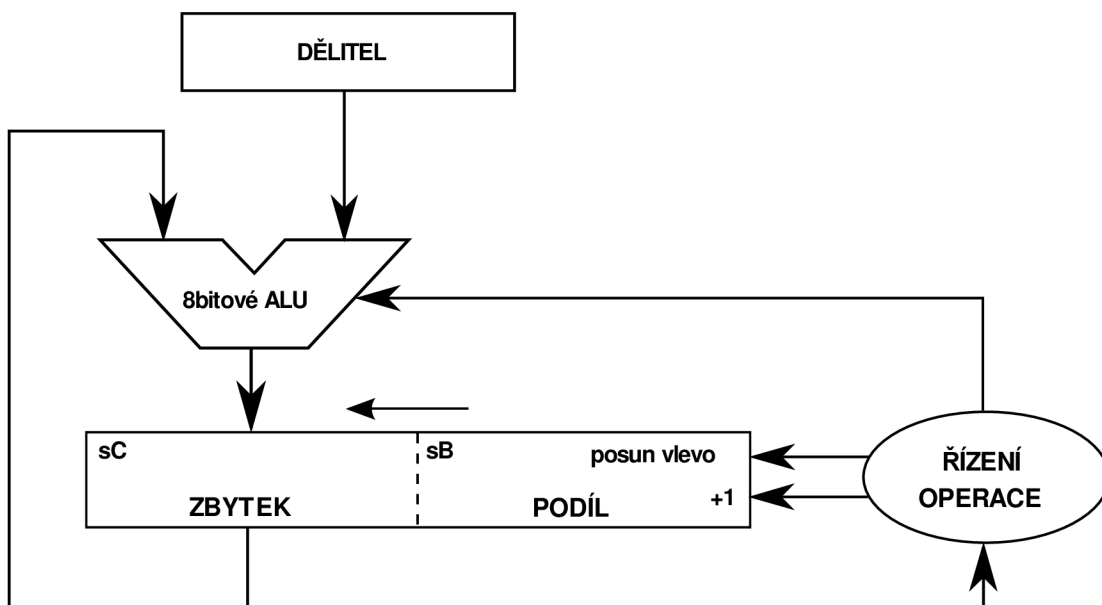 DĚLITEL
8bitové ALU
sC
sB
posun vlevo
ZBYTEK
PODÍL
+1
ŘÍZENÍ
OPERACE